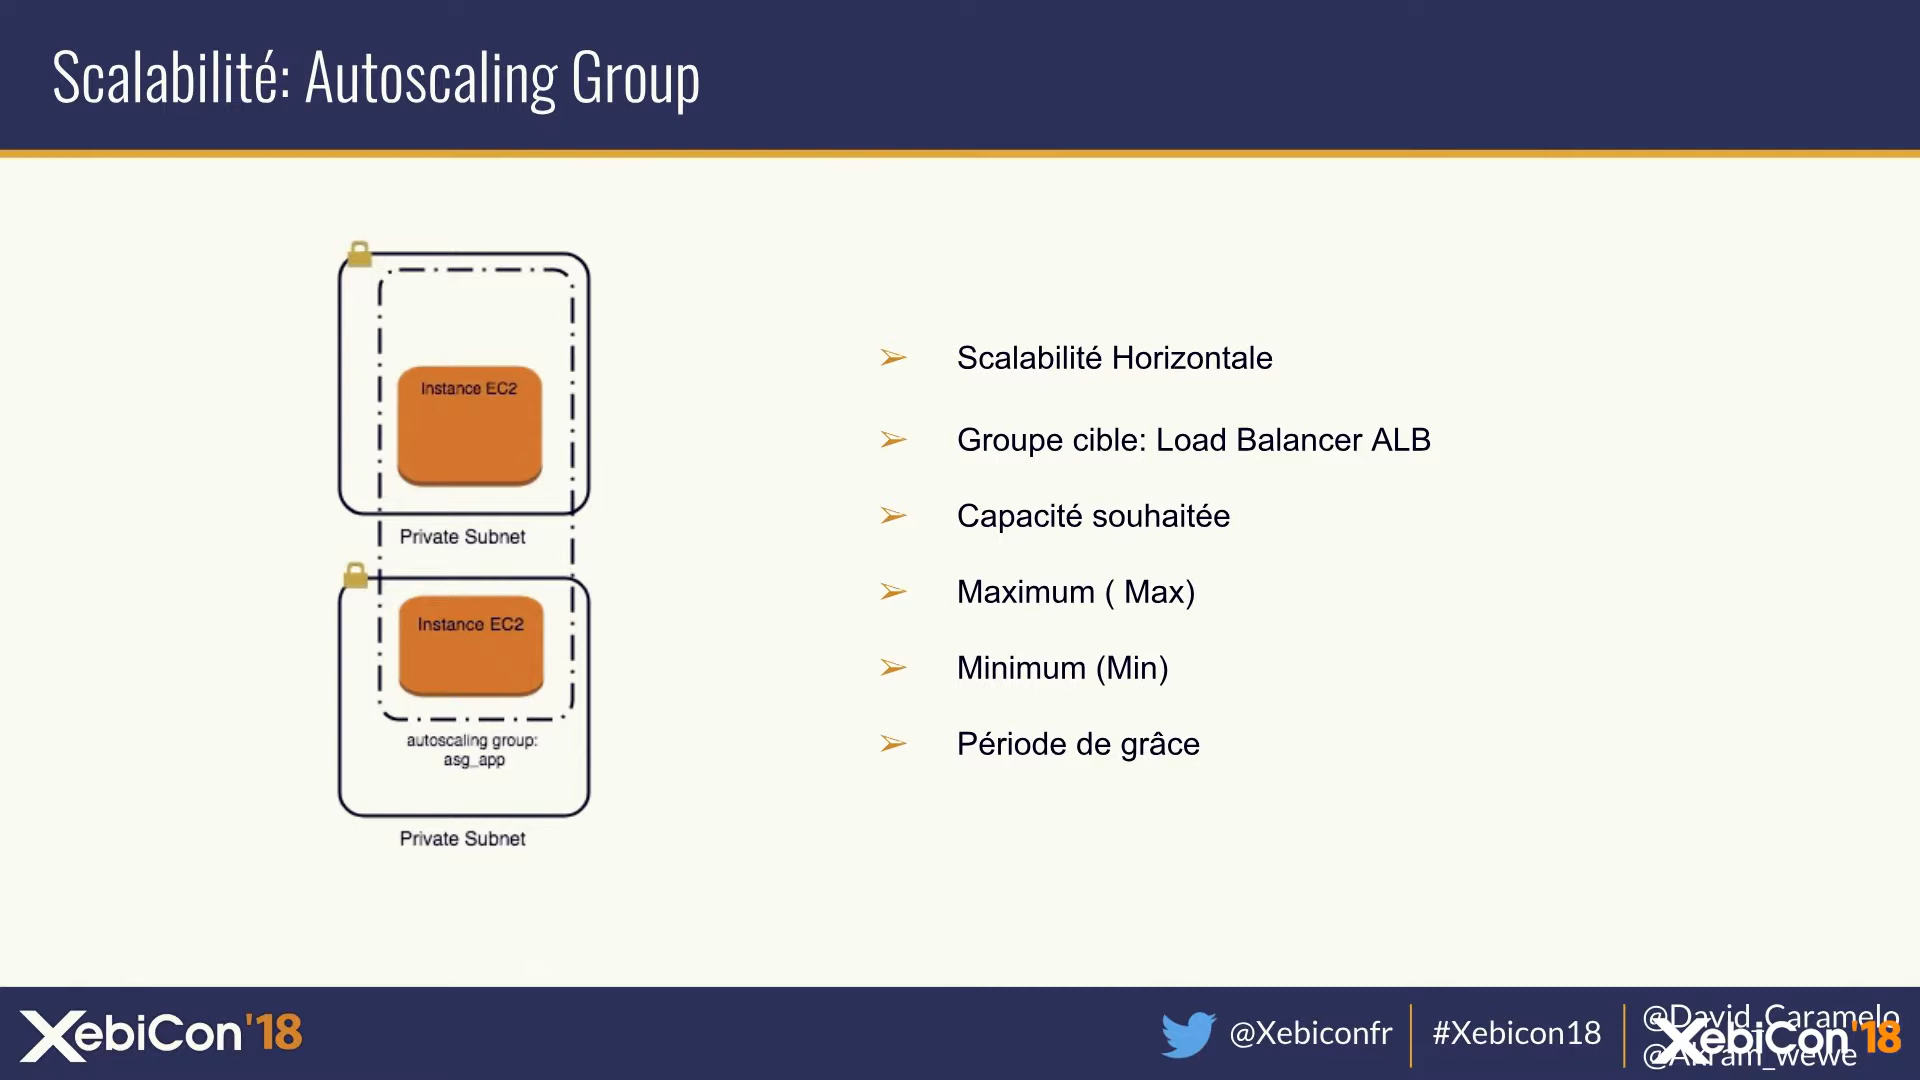 Scalabilité: Autoscaling Group
Instance EC2
Private Subnet
Instance EC2
autoscaling group:
asg_app
Private Subnet
➢ Scalabilité Horizontale
➢ Groupe cible: Load Balancer ALB
➢ Capacité souhaitée
➢ Maximum ( Max)
➢ Minimum (Min)
➢ Période de grâce
XebiCon'18
@Xebiconfr
#Xebicon18
@David_Caramelo
@Akram_wewe
XebiCon'18